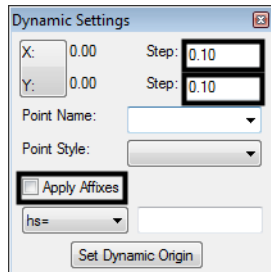 Dynamic Settings
X: 0.00 Step: 0.10
Y: 0.00 Step: 0.10
Point Name:
Point Style:
Apply Affixes
hs=
Set Dynamic Origin